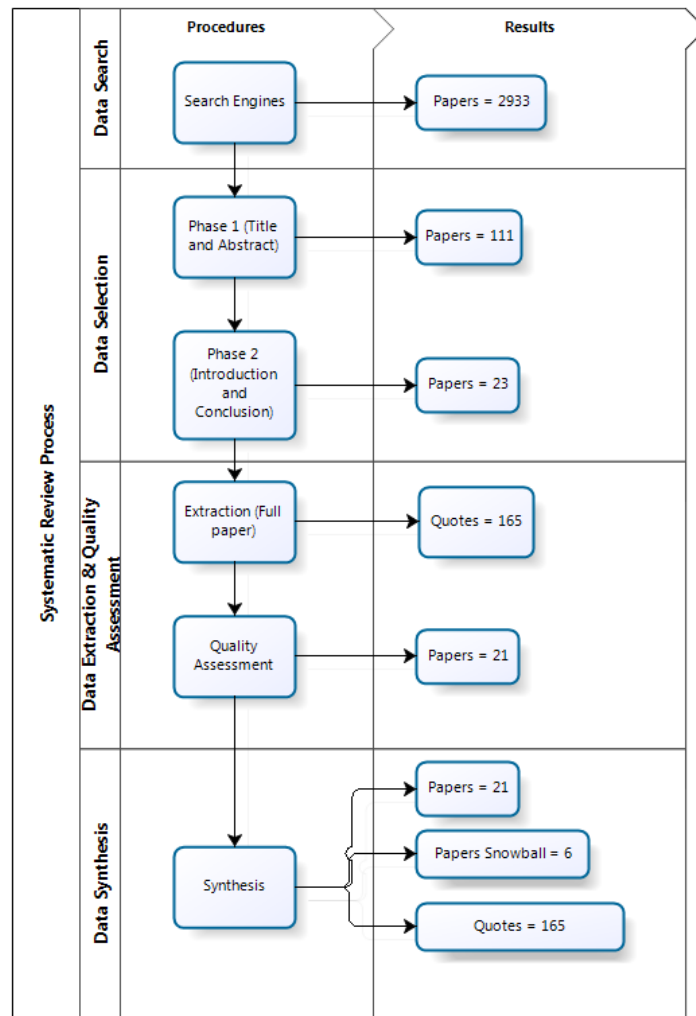 Procedures
Results
Systematic Review Process
Data Search
Search Engines
Papers = 2933
Data Selection
Phase 1 (Title
and Abstract)
Papers = 111
Phase 2
(Introduction
and
Conclusion)
Papers = 23
Data Extraction & Quality
Assessment
Extraction (Full
paper)
Quotes = 165
Quality
Assessment
Papers = 21
Data Synthesis
Synthesis
Papers = 21
Papers Snowball = 6
Quotes = 165